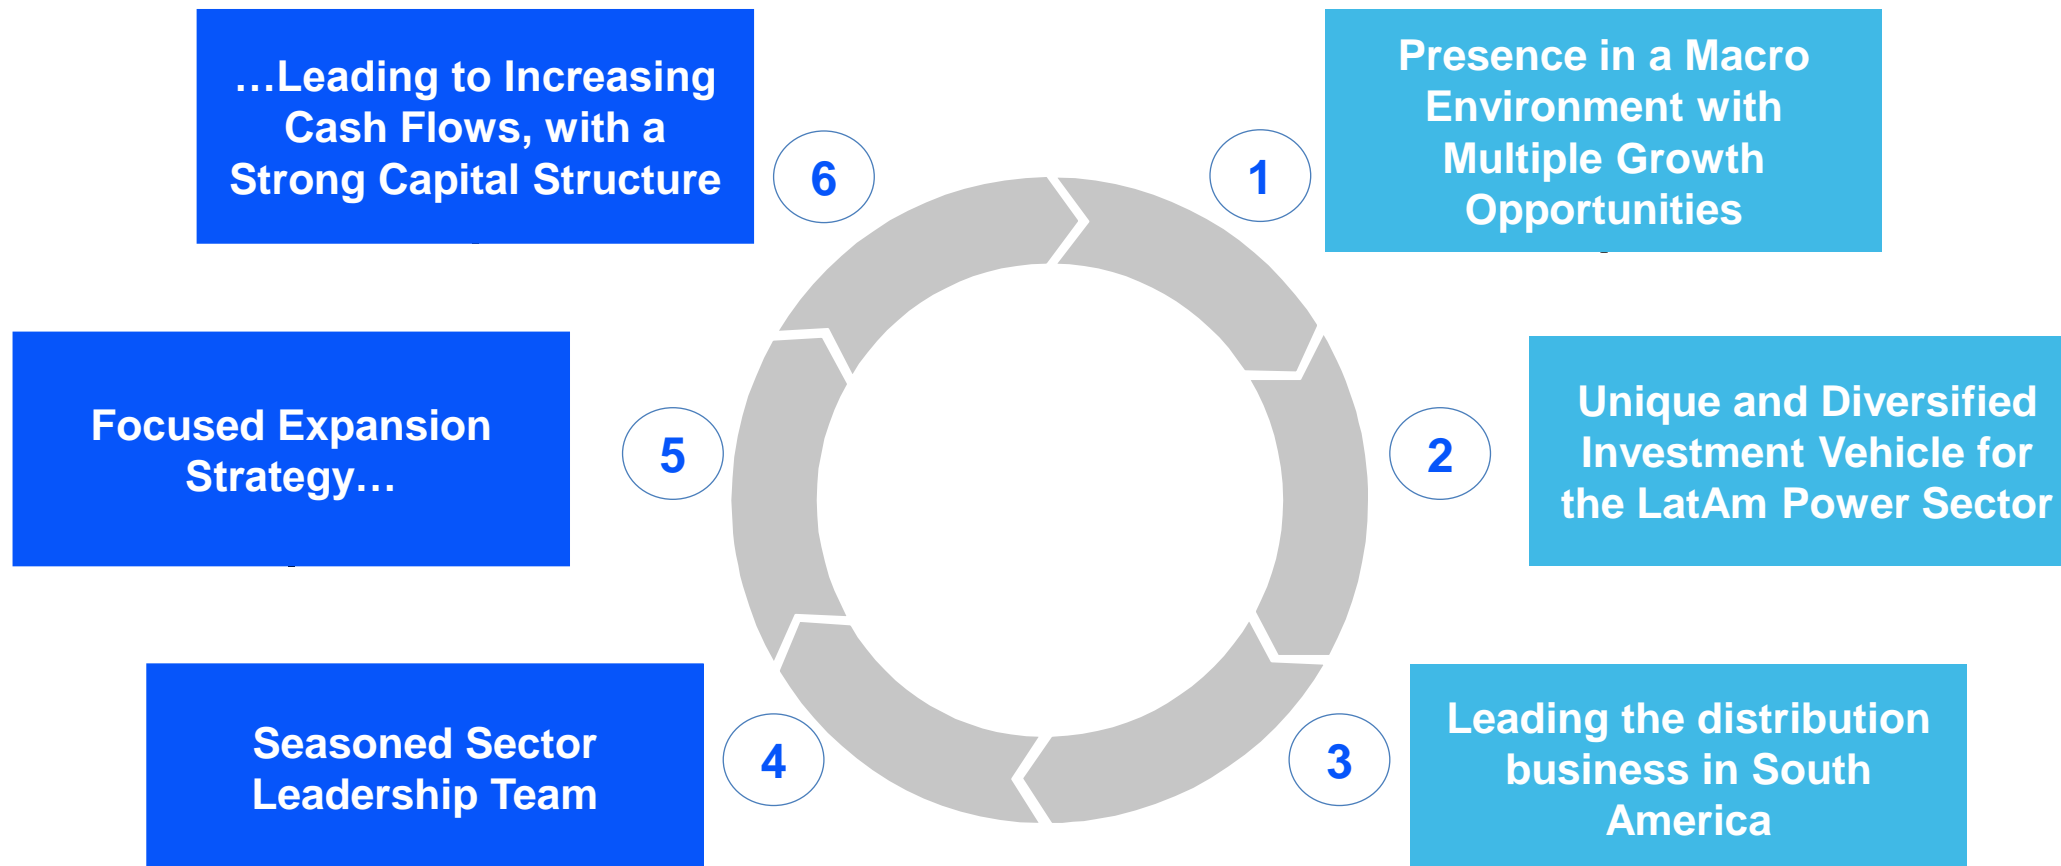 …Leading to Increasing
Cash Flows, with a
Strong Capital Structure
6
1
Presence in a Macro
Environment with
Multiple Growth
Opportunities
Focused Expansion
Strategy…
5
2
Unique and Diversified
Investment Vehicle for
the LatAm Power Sector
Seasoned Sector
Leadership Team
4
3
Leading the distribution
business in South
America